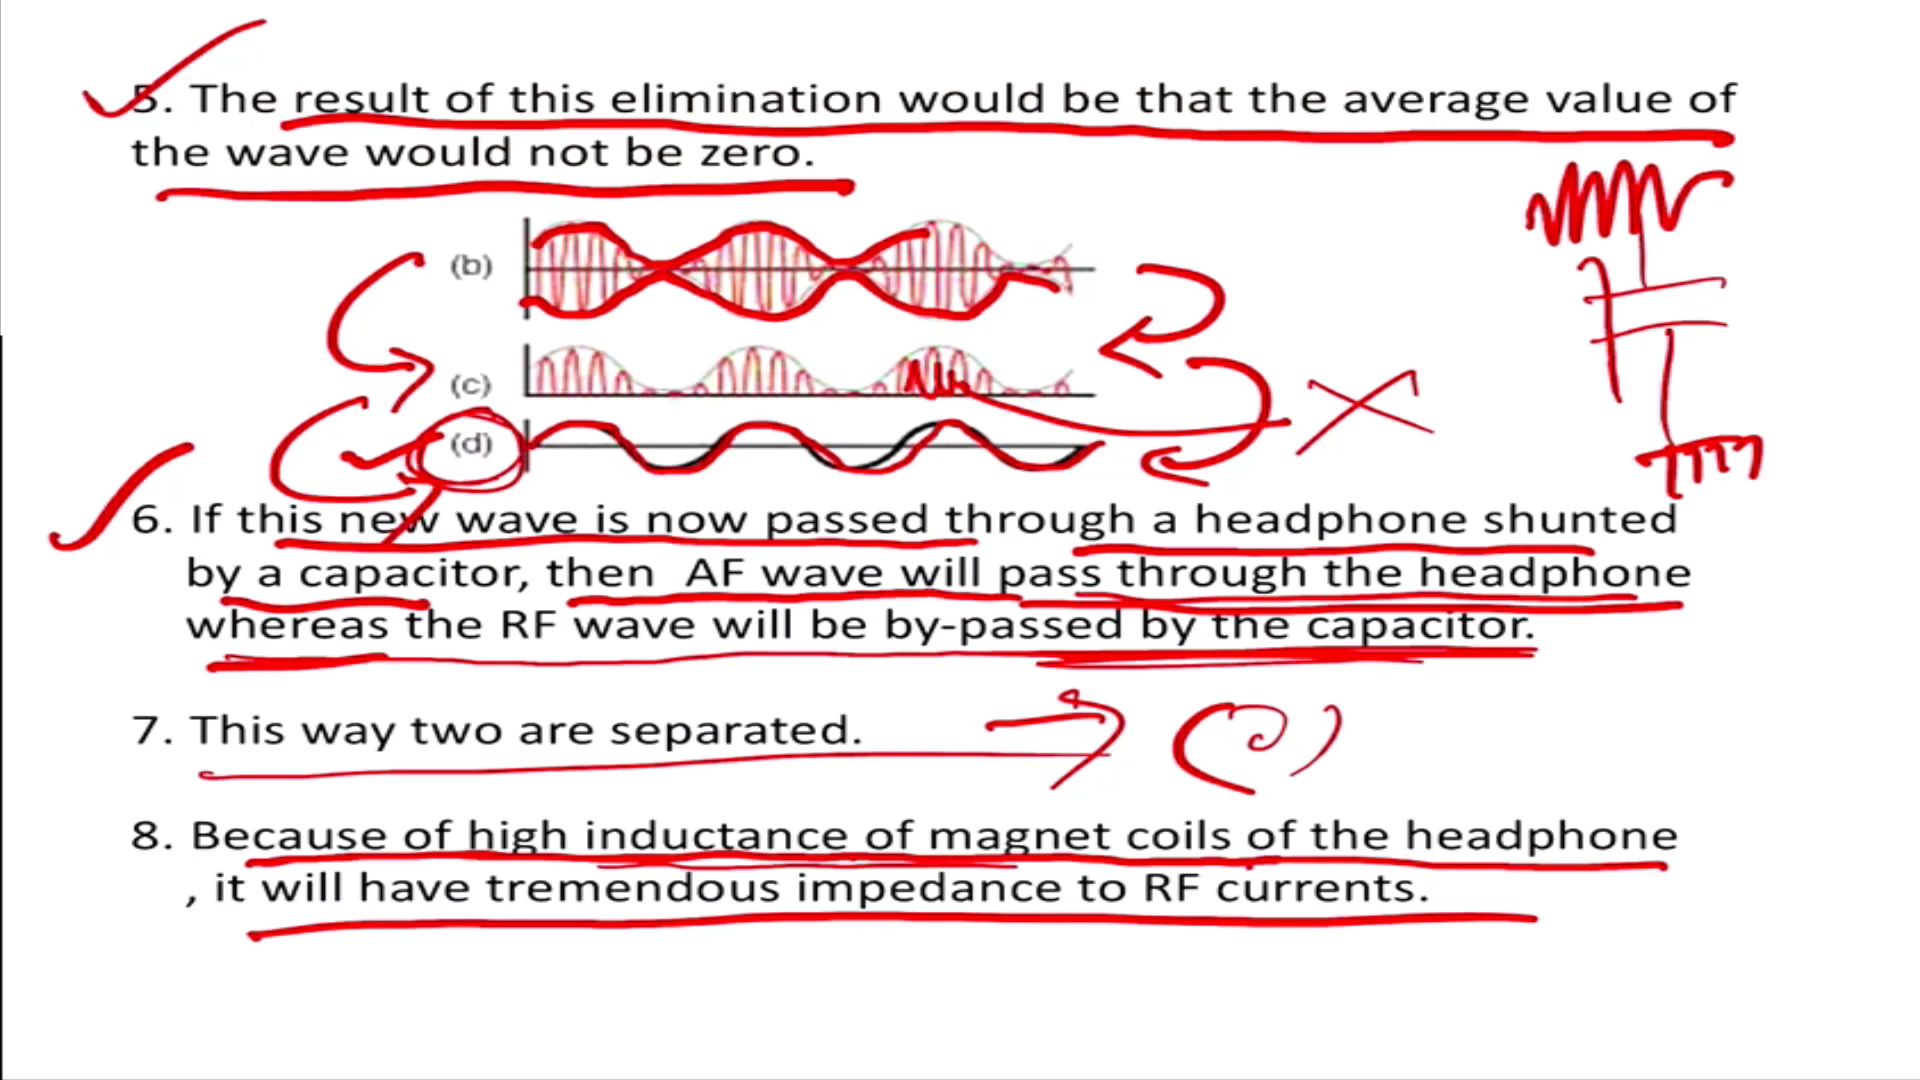 5. The result of this elimination would be that the average value of
the wave would not be zero.
(b)
(c)
(d)
6. If this new wave is now passed through a headphone shunted
by a capacitor, then AF wave will pass through the headphone
whereas the RF wave will be by-passed by the capacitor.
7. This way two are separated.
8. Because of high inductance of magnet coils of the headphone
, it will have tremendous impedance to RF currents.